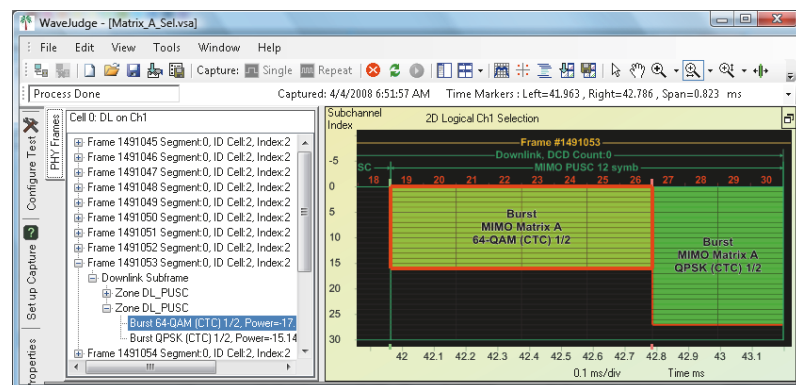 WaveJudge - [Matrix_A_Sel.vsa]
File Edit View Tools Window Help
Capture: Single Repeat
Process Done Captured: 4/4/2008 6:51:57 AM Time Markers : Left=41.963 , Right=42.786 , Span=0.823 ms
Configure Test
Set up Capture
Properties
PHY Frames
Cell 0: DL on Ch1
Frame 1491045 Segment:0, ID Cell:2, Index:2
Frame 1491046 Segment:0, ID Cell:2, Index:2
Frame 1491047 Segment:0, ID Cell:2, Index:2
Frame 1491048 Segment:0, ID Cell:2, Index:2
Frame 1491049 Segment:0, ID Cell:2, Index:2
Frame 1491050 Segment:0, ID Cell:2, Index:2
Frame 1491051 Segment:0, ID Cell:2, Index:2
Frame 1491052 Segment:0, ID Cell:2, Index:2
Frame 1491053 Segment:0, ID Cell:2, Index:2
Downlink Subframe
Zone DL_PUSC
Zone DL_PUSC
Burst 64-QAM (CTC) 1/2, Power=-17.
Burst QPSK (CTC) 1/2, Power=-15.14
Frame 1491054 Segment:0, ID Cell:2, Index:2
Subchannel
Index
2D Logical Ch1 Selection
Frame #1491053
Downlink, DCD Count:0
SC MIMO PUSC 12 symb
18 19 20 21 22 23 24 25 26 27 28 29 30
-5
0
5
10
15
20
25
30
Burst
MIMO Matrix A
64-QAM (CTC) 1/2
Burst
MIMO Matrix A
QPSK (CTC) 1/2
42 42.1 42.2 42.3 42.4 42.5 42.6 42.7 42.8 42.9 43 43.1
0.1 ms/div Time ms